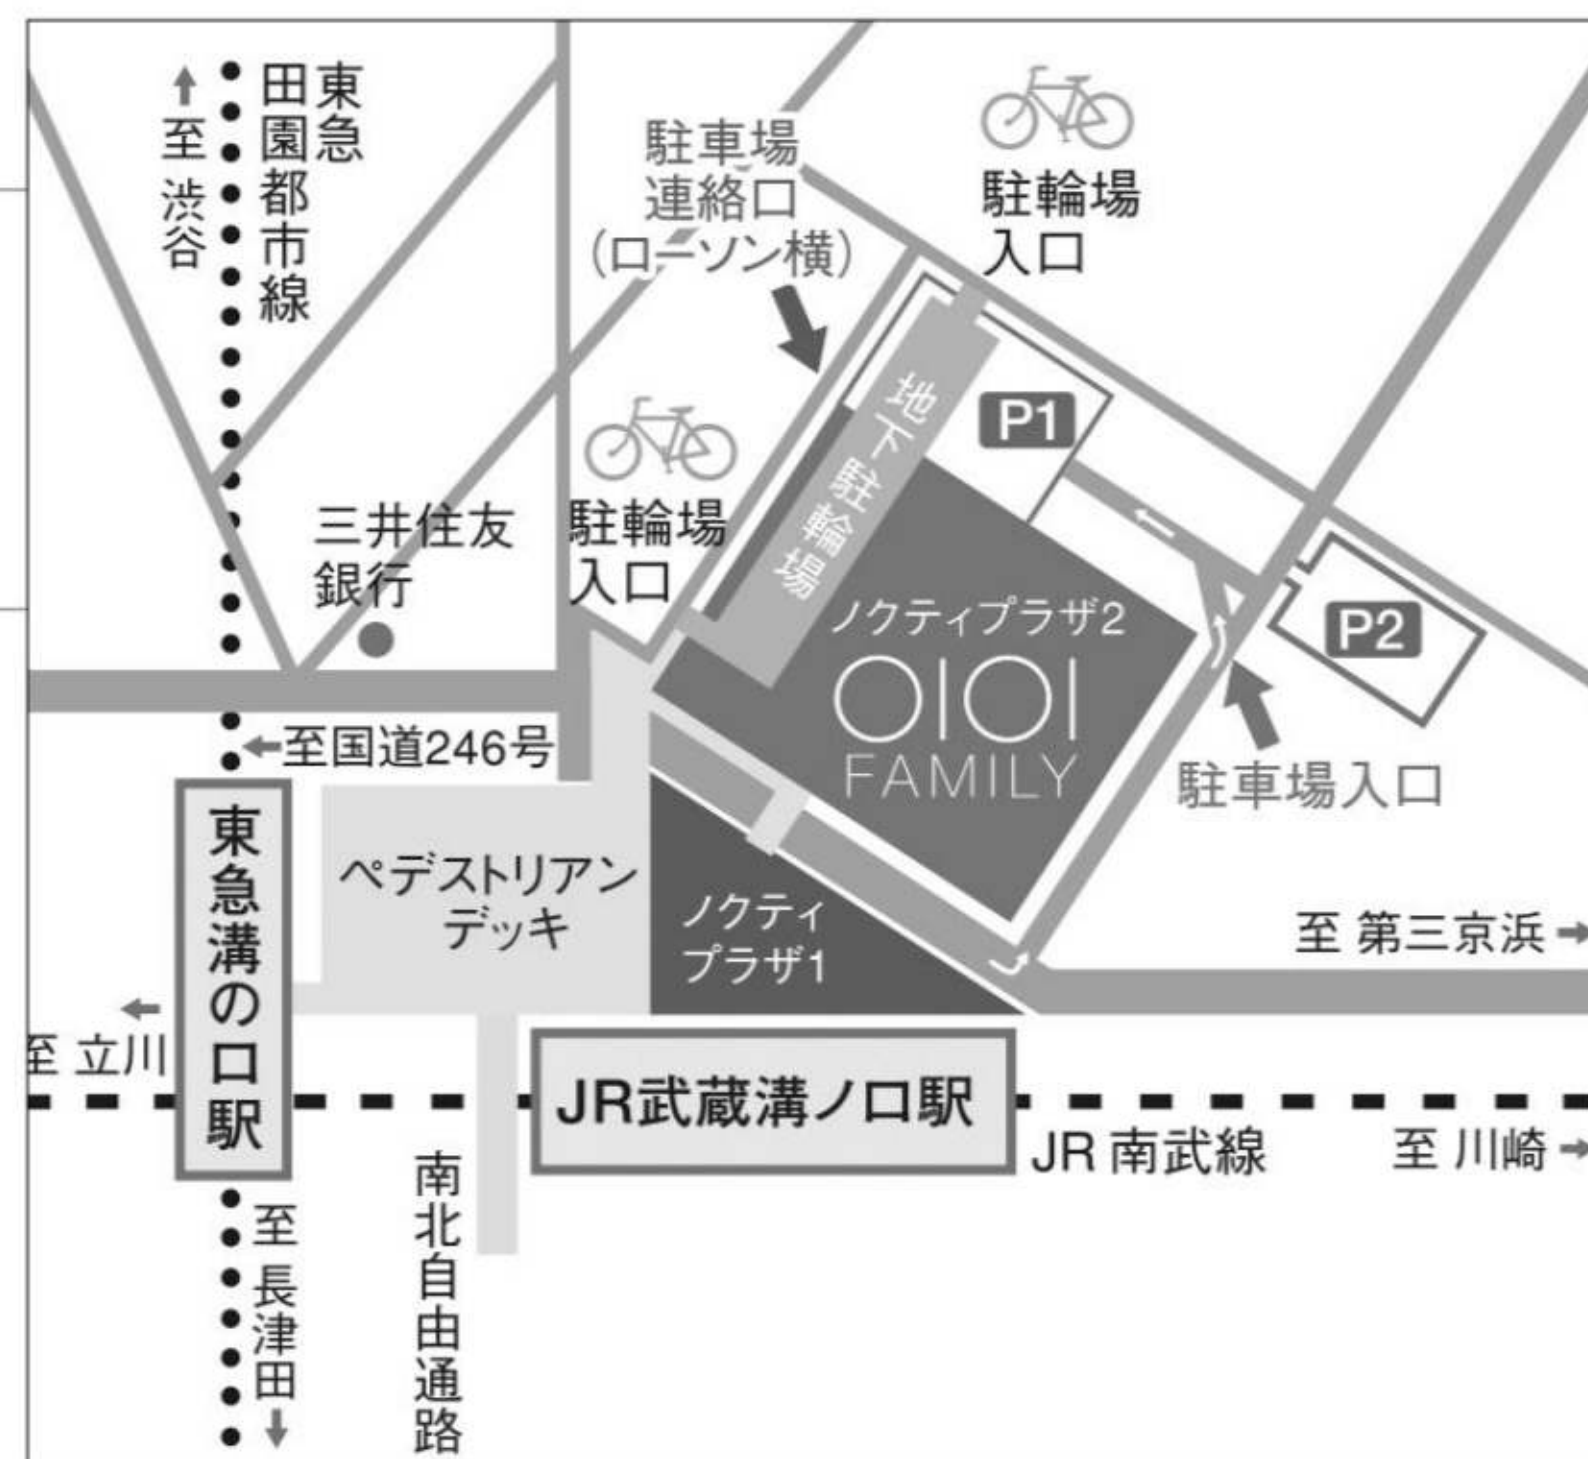 東急
田園都市線
至 渋谷
駐車場
連絡口
(ローソン横)
駐輪場
入口
P1
地下駐輪場
三井住友
銀行
駐輪場
入口
ノクティプラザ2
OIOI
FAMILY
P2
駐車場入口
至国道246号
東急溝の口駅
ペデストリアン
デッキ
ノクティ
プラザ1
至 第三京浜
至 立川
JR武蔵溝ノ口駅
JR 南武線
至 川崎
至 長津田
南北自由通路